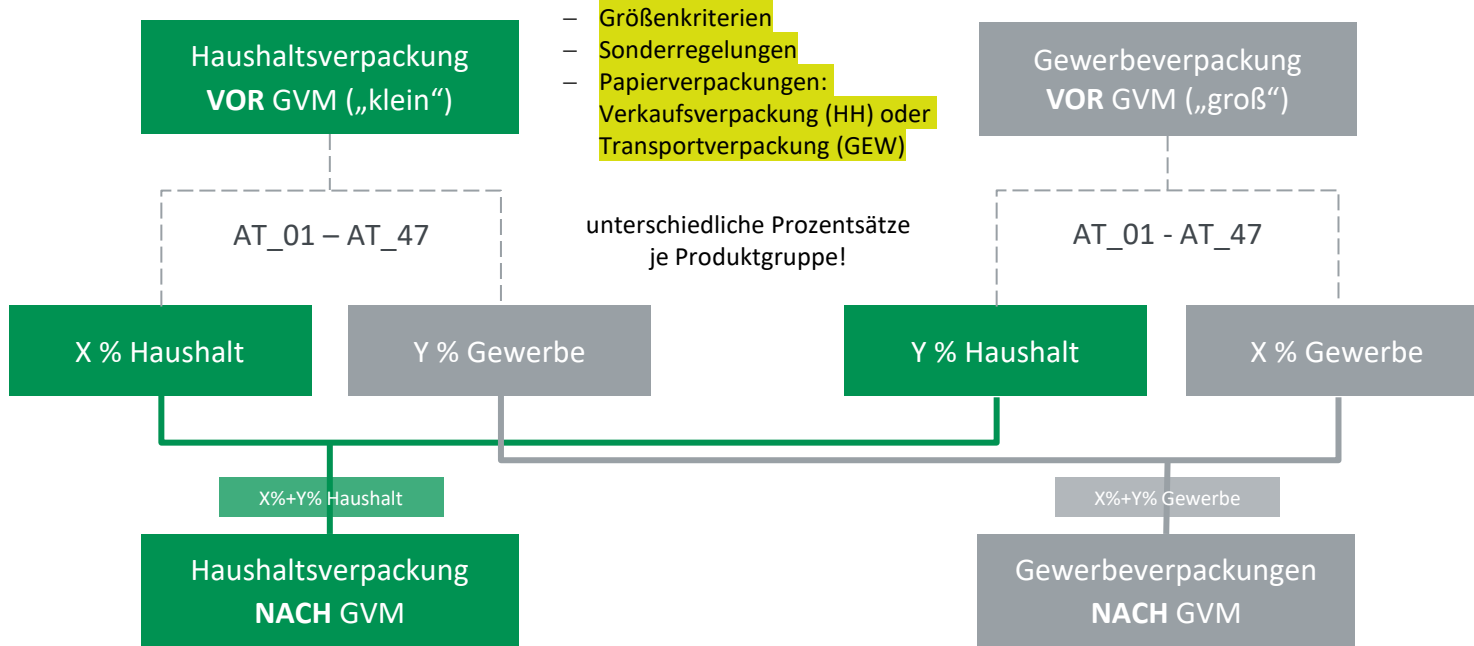 – Größenkriterien
– Sonderregelungen
– Papierverpackungen:
Verkaufsverpackung (HH) oder
Transportverpackung (GEW)
Haushaltsverpackung
VOR GVM („klein“)
Gewerbeverpackung
VOR GVM („groß“)
AT_01 – AT_47
unterschiedliche Prozentsätze
je Produktgruppe!
AT_01 - AT_47
X % Haushalt
Y % Gewerbe
Y % Haushalt
X % Gewerbe
X%+Y% Haushalt
X%+Y% Gewerbe
Haushaltsverpackung
NACH GVM
Gewerbeverpackungen
NACH GVM